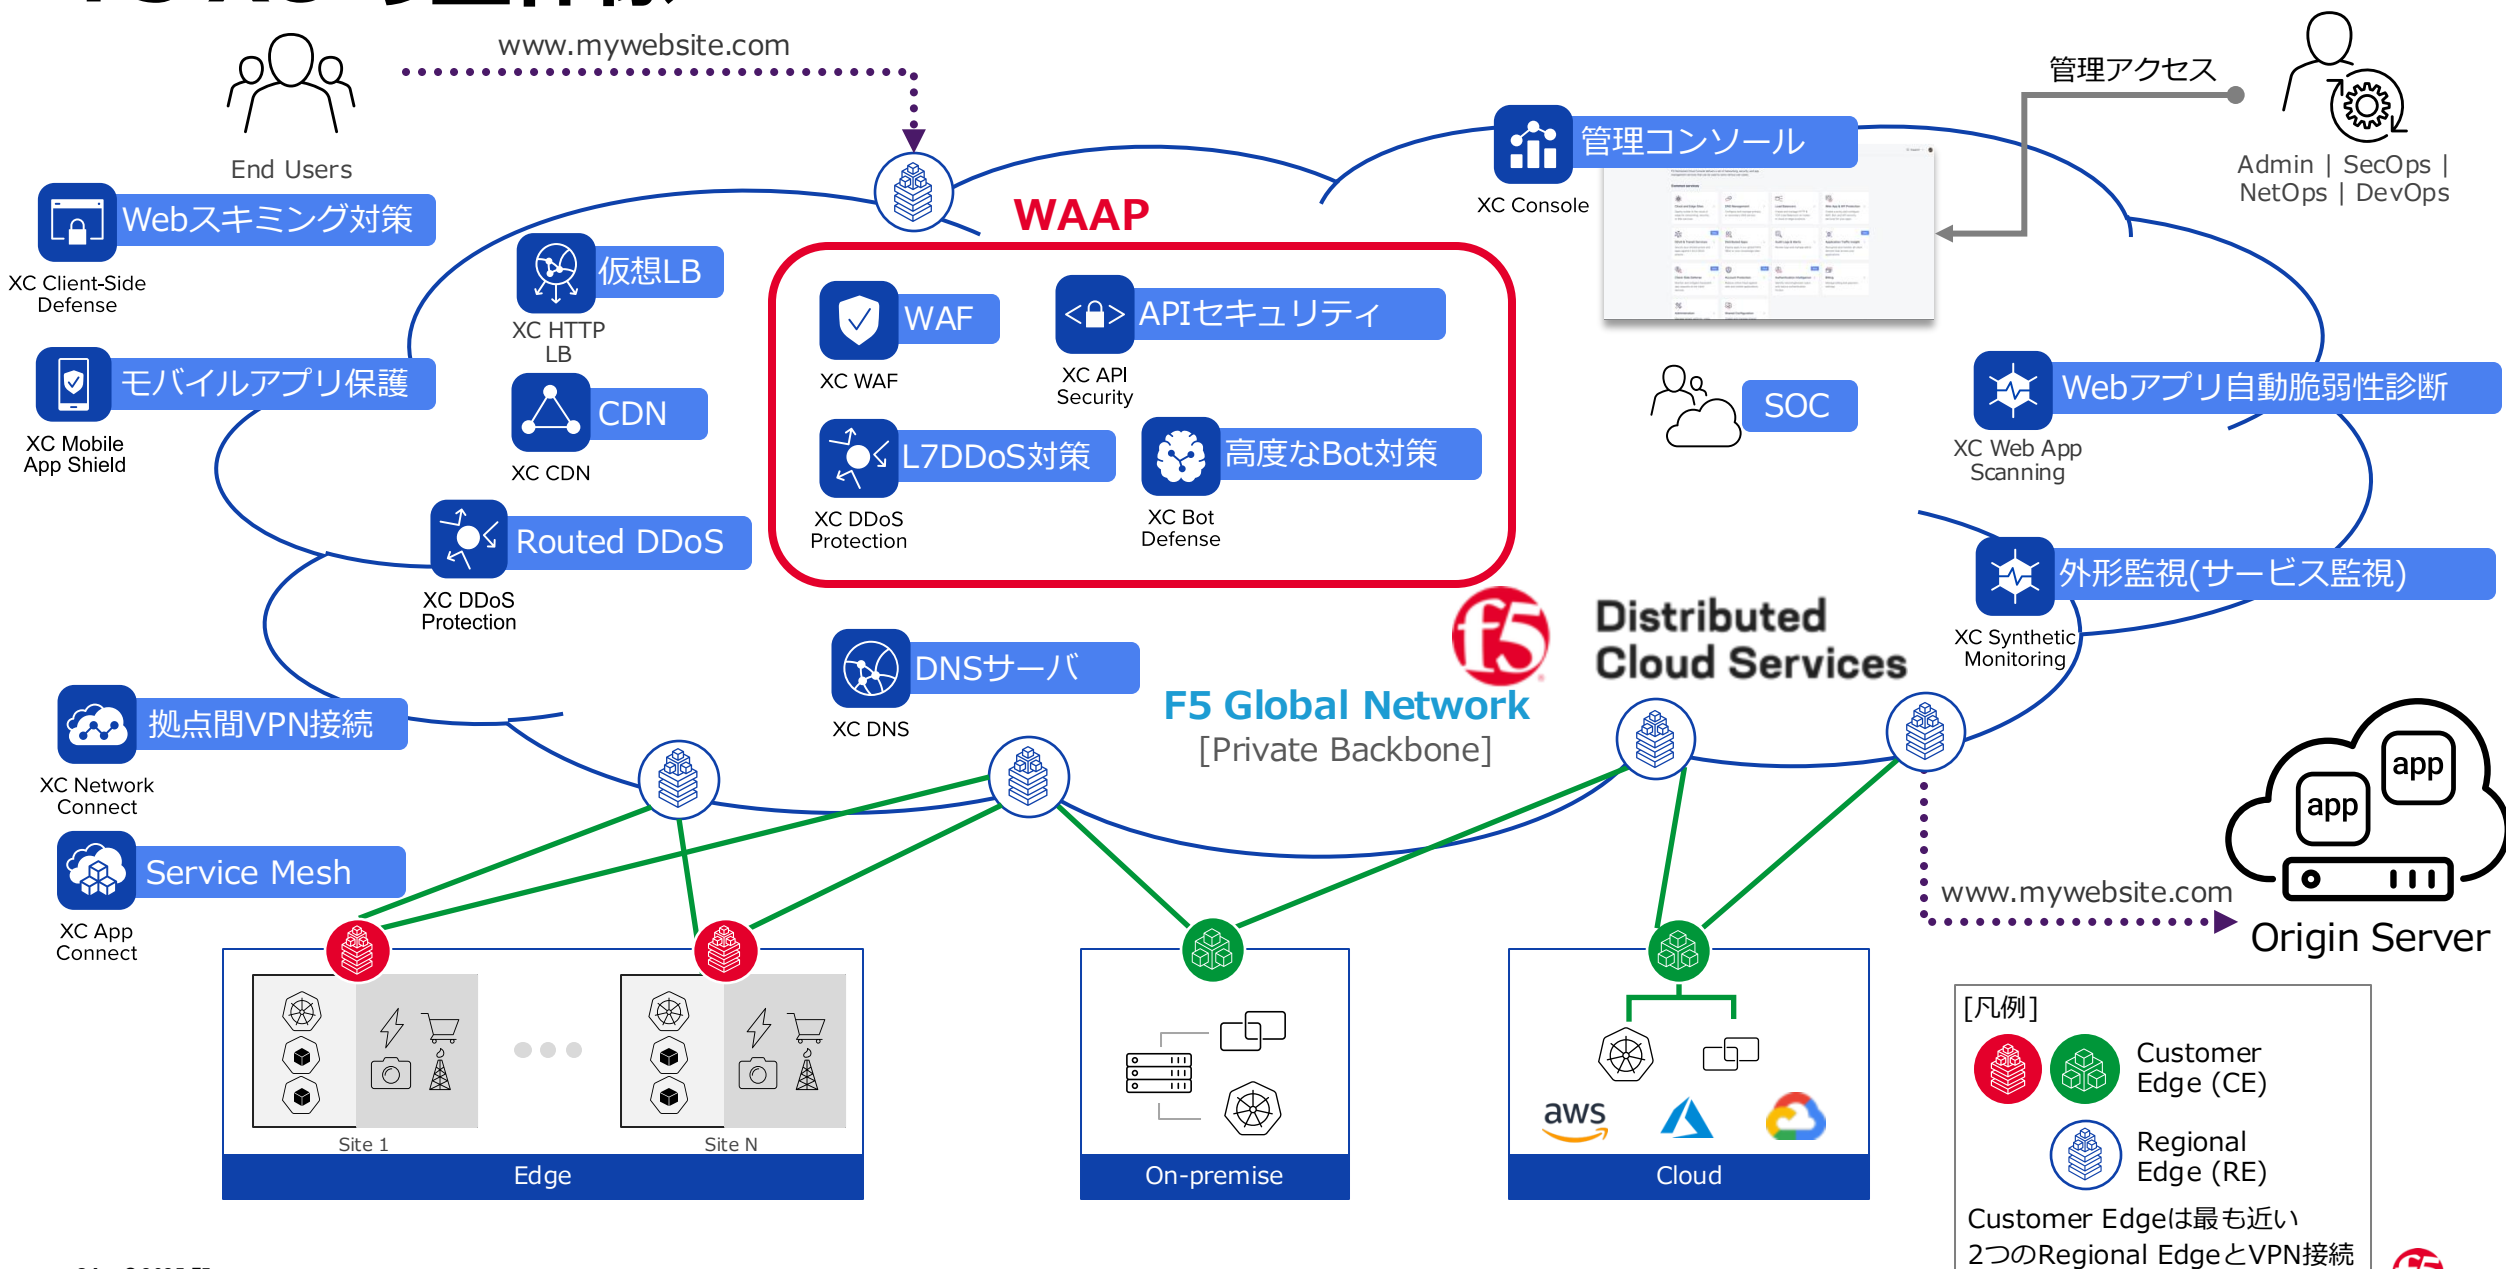 www.mywebsite.com
管理アクセス
End Users
Admin | SecOps |
NetOps | DevOps
管理コンソール
XC Console
Webスキミング対策
XC Client-Side
Defense
WAAP
仮想LB
XC HTTP
LB
WAF
XC WAF
APIセキュリティ
XC API
Security
モバイルアプリ保護
XC Mobile
App Shield
CDN
XC CDN
L7DDoS対策
XC DDoS
Protection
高度なBot対策
XC Bot
Defense
SOC
Webアプリ自動脆弱性診断
XC Web App
Scanning
Routed DDoS
XC DDoS
Protection
外形監視(サービス監視)
XC Synthetic
Monitoring
f5
Distributed
Cloud Services
DNSサーバ
XC DNS
F5 Global Network
[Private Backbone]
拠点間VPN接続
XC Network
Connect
Service Mesh
XC App
Connect
app
app
www.mywebsite.com
Origin Server
Site 1
Site N
Edge
On-premise
aws
Cloud
[凡例]
Customer
Edge (CE)
Regional
Edge (RE)
Customer Edgeは最も近い
2つのRegional EdgeとVPN接続